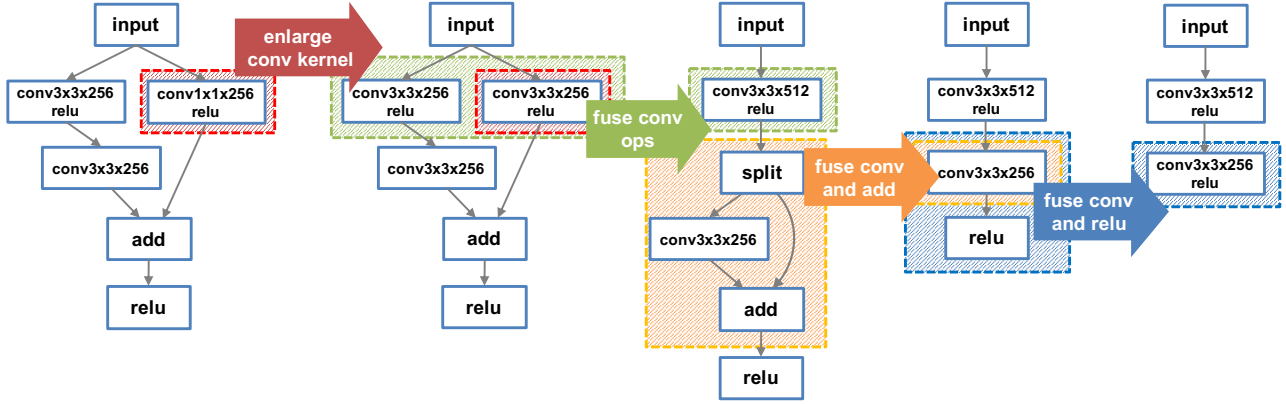 input
conv3x3x256
relu
conv1x1x256
relu
conv3x3x256
add
relu
enlarge
conv kernel
input
conv3x3x256
relu
conv3x3x256
relu
conv3x3x256
add
relu
fuse conv
ops
input
conv3x3x512
relu
split
conv3x3x256
add
relu
fuse conv
and add
input
conv3x3x512
relu
conv3x3x256
relu
fuse conv
and relu
input
conv3x3x512
relu
conv3x3x256
relu